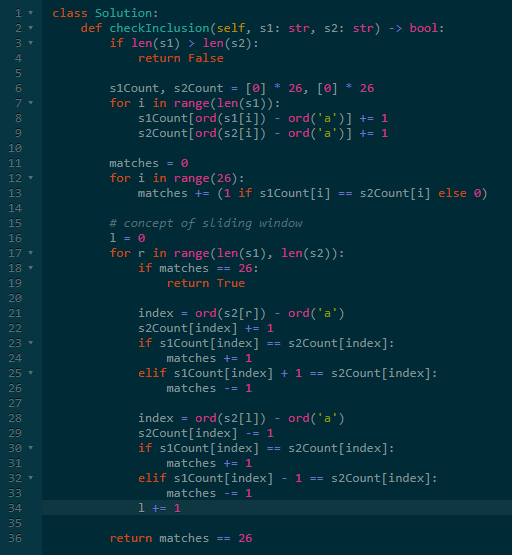 1 class Solution:
2     def checkInclusion(self, s1: str, s2: str) -> bool:
3         if len(s1) > len(s2):
4             return False
5
6         s1Count, s2Count = [0] * 26, [0] * 26
7         for i in range(len(s1)):
8             s1Count[ord(s1[i]) - ord('a')] += 1
9             s2Count[ord(s2[i]) - ord('a')] += 1
10
11         matches = 0
12         for i in range(26):
13             matches += (1 if s1Count[i] == s2Count[i] else 0)
14
15         # concept of sliding window
16         l = 0
17         for r in range(len(s1), len(s2)):
18             if matches == 26:
19                 return True
20
21             index = ord(s2[r]) - ord('a')
22             s2Count[index] += 1
23             if s1Count[index] == s2Count[index]:
24                 matches += 1
25             elif s1Count[index] + 1 == s2Count[index]:
26                 matches -= 1
27
28             index = ord(s2[l]) - ord('a')
29             s2Count[index] -= 1
30             if s1Count[index] == s2Count[index]:
31                 matches += 1
32             elif s1Count[index] - 1 == s2Count[index]:
33                 matches -= 1
34             l += 1
35
36         return matches == 26